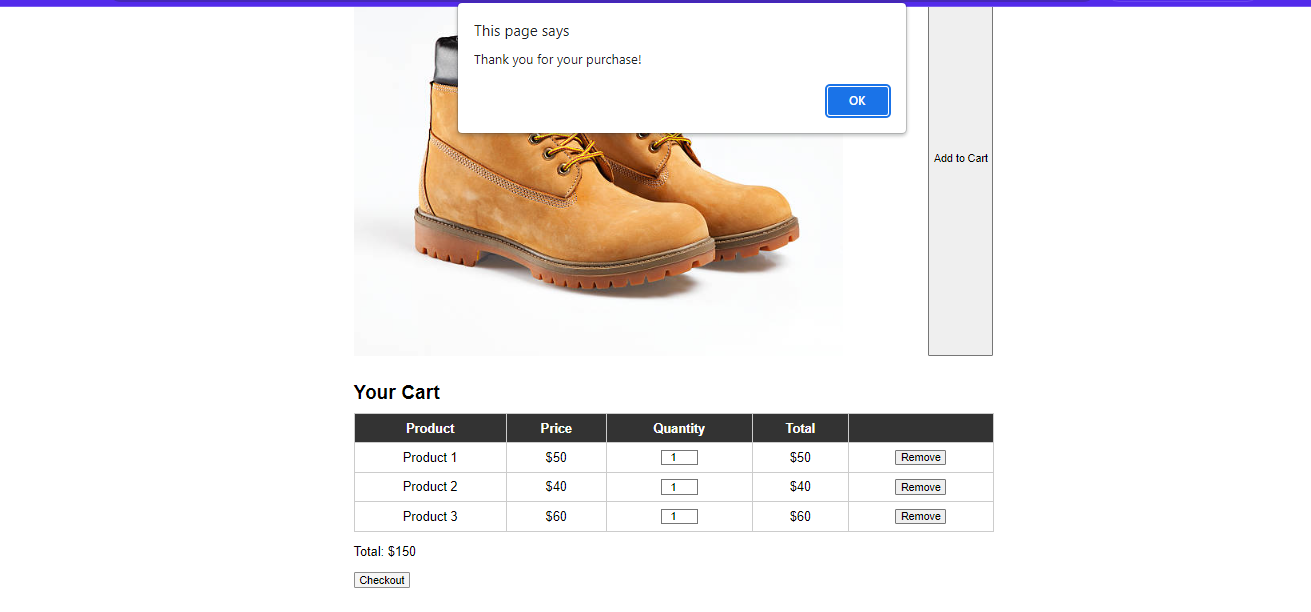 This page says
Thank you for your purchase!
OK
Add to Cart
Your Cart
Product Price Quantity Total
Product 1 $50 1 $50 Remove
Product 2 $40 1 $40 Remove
Product 3 $60 1 $60 Remove
Total: $150
Checkout